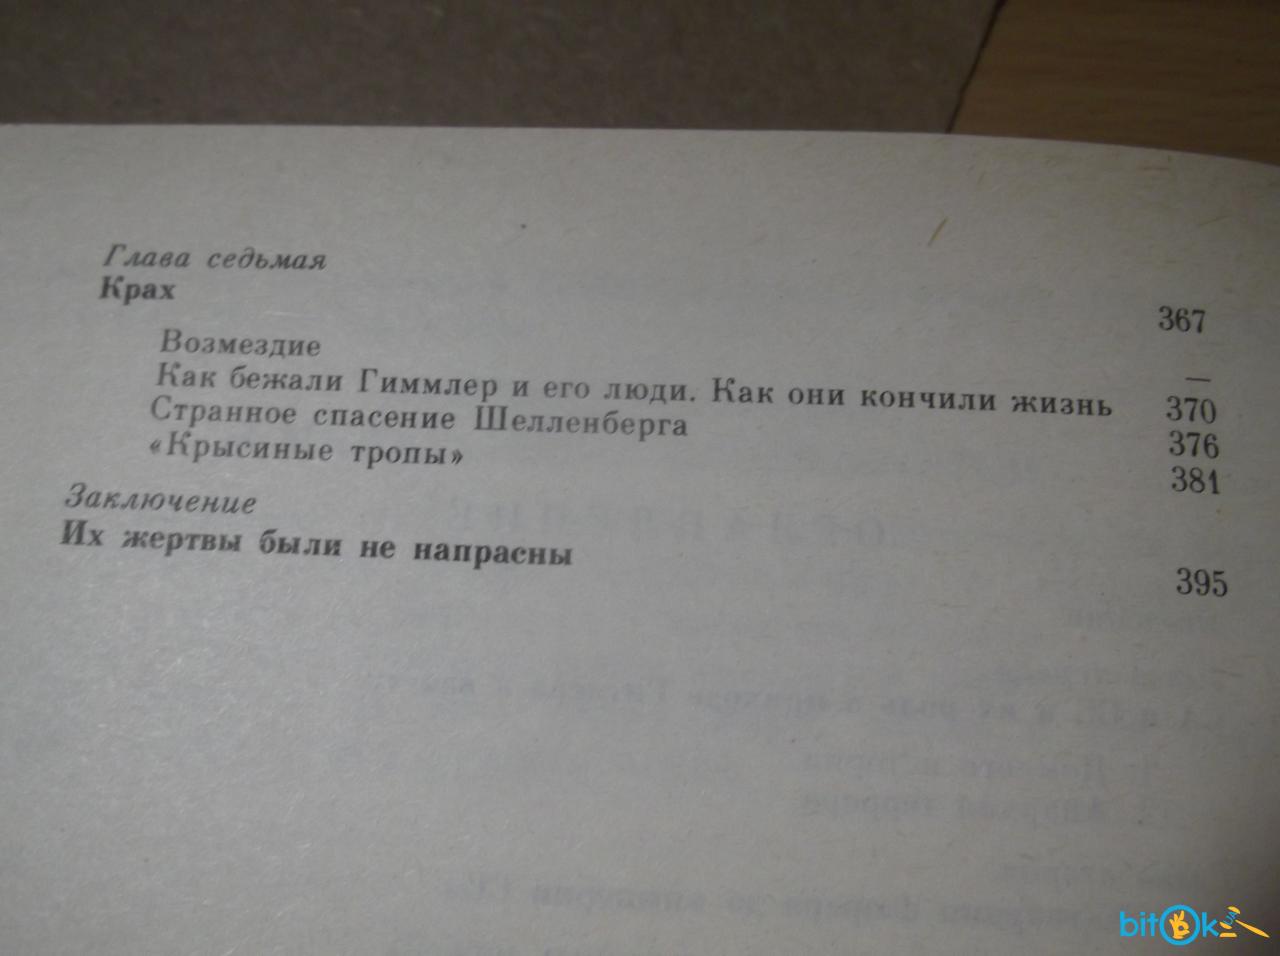 Глава седьмая
Крах 367
Возмездие —
Как бежали Гиммлер и его люди. Как они кончили жизнь 370
Странное спасение Шелленберга 376
«Крысиные тропы» 381
Заключение
Их жертвы были не напрасны 395
bitOk